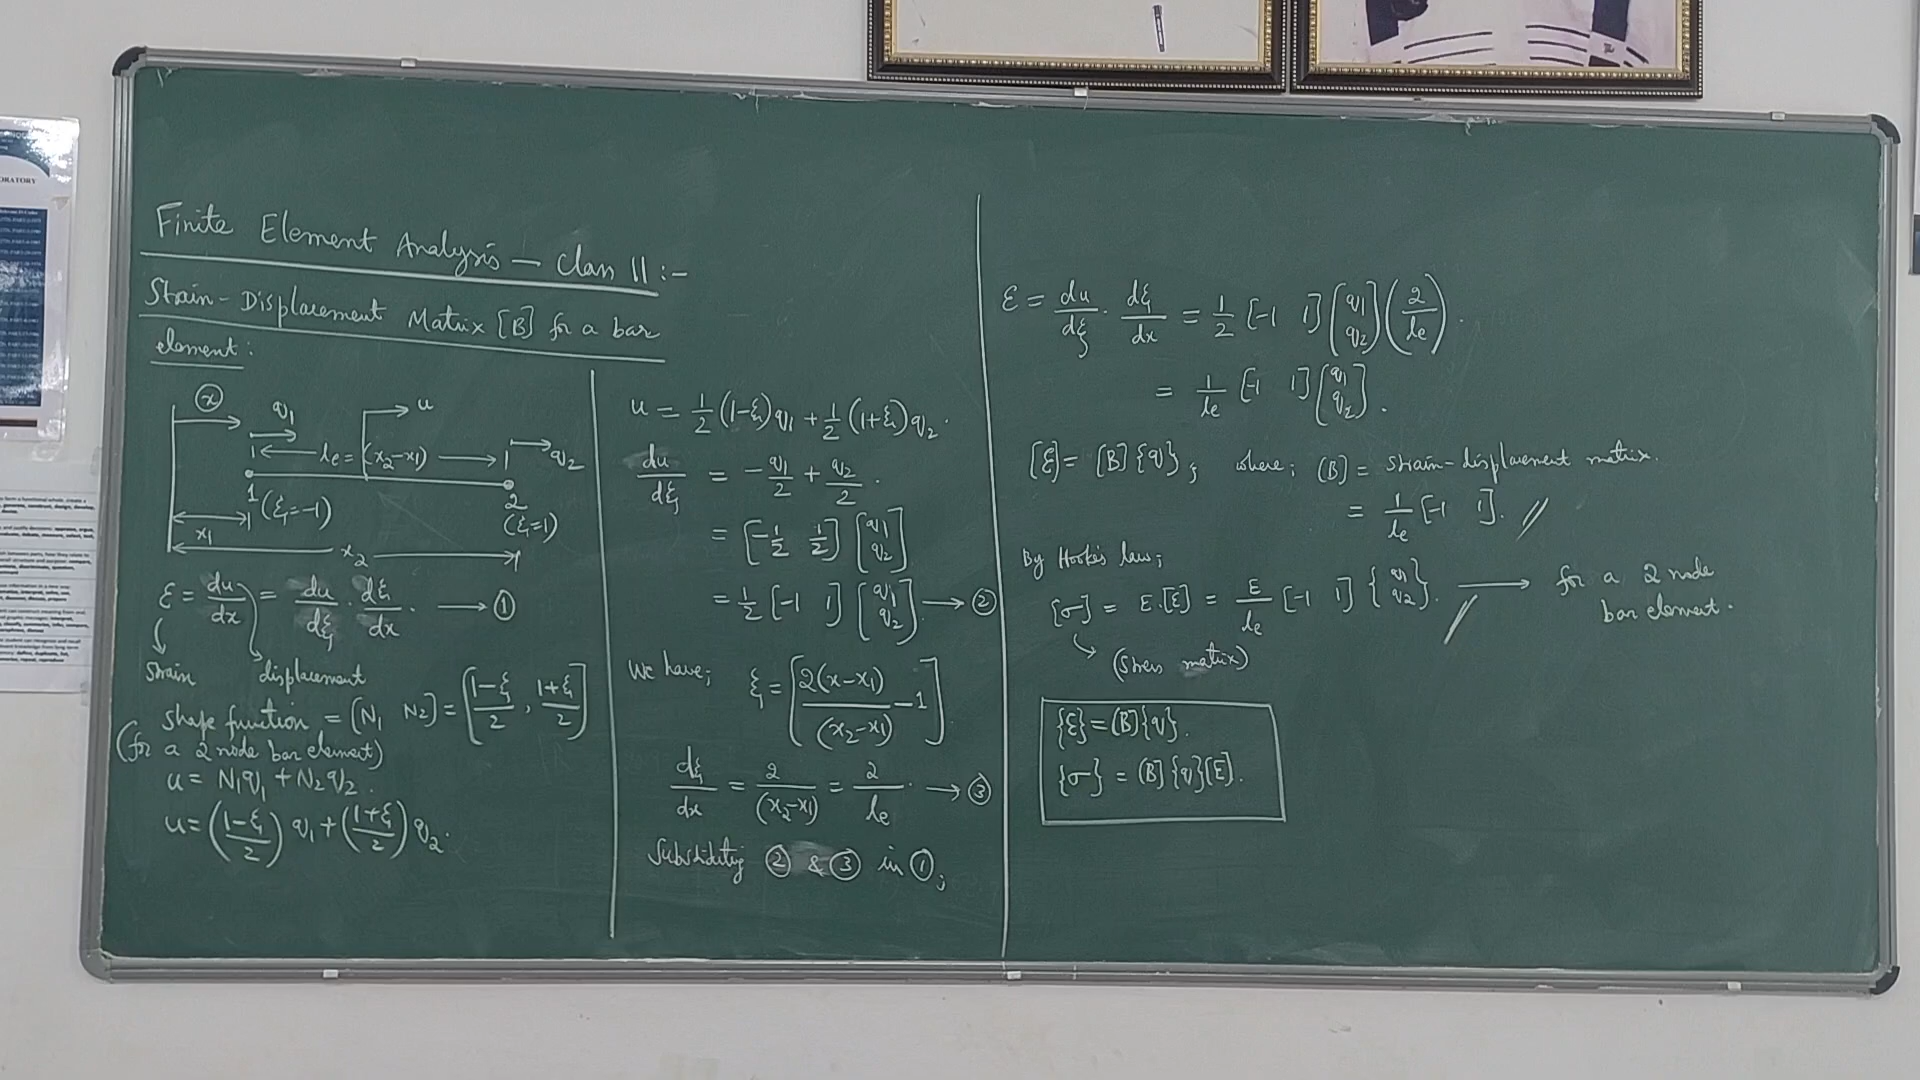 Finite Element Analysis – Class 11 :-
Strain-Displacement Matrix [B] for a bar
element:
x
q1
u
1 le = (x2-x1) q2
1 (ξ=-1)
2 (ξ=1)
x1
x2
ε = du/dx = du/dξ · dξ/dx. → ①
strain displacement
shape function = [N1 N2] = [1-ξ/2 , 1+ξ/2]
(for a 2 node bar element)
u = N1q1 + N2q2.
u = (1-ξ/2) q1 + (1+ξ/2) q2.
u = 1/2 (1-ξ)q1 + 1/2 (1+ξ)q2.
du/dξ = -q1/2 + q2/2.
= [-1/2 1/2] [q1 q2]
= 1/2 [-1 1] [q1 q2]. → ②
We have; ξ = [2(x-x1)/(x2-x1) - 1]
dξ/dx = 2/(x2-x1) = 2/le. → ③
Substituting ② & ③ in ①;
ε = du/dξ · dξ/dx = 1/2 [-1 1] [q1 q2] (2/le).
= 1/le [-1 1] [q1 q2].
[ε] = [B]{q}; where; [B] = strain-displacement matrix.
= 1/le [-1 1]. //
By Hooke's law;
[σ] = E.[ε] = E/le [-1 1] {q1 q2}. // → for a 2 node
bar element.
(stress matrix)
{ε} = [B]{q}.
{σ} = [B]{q}[E].
ORATORY